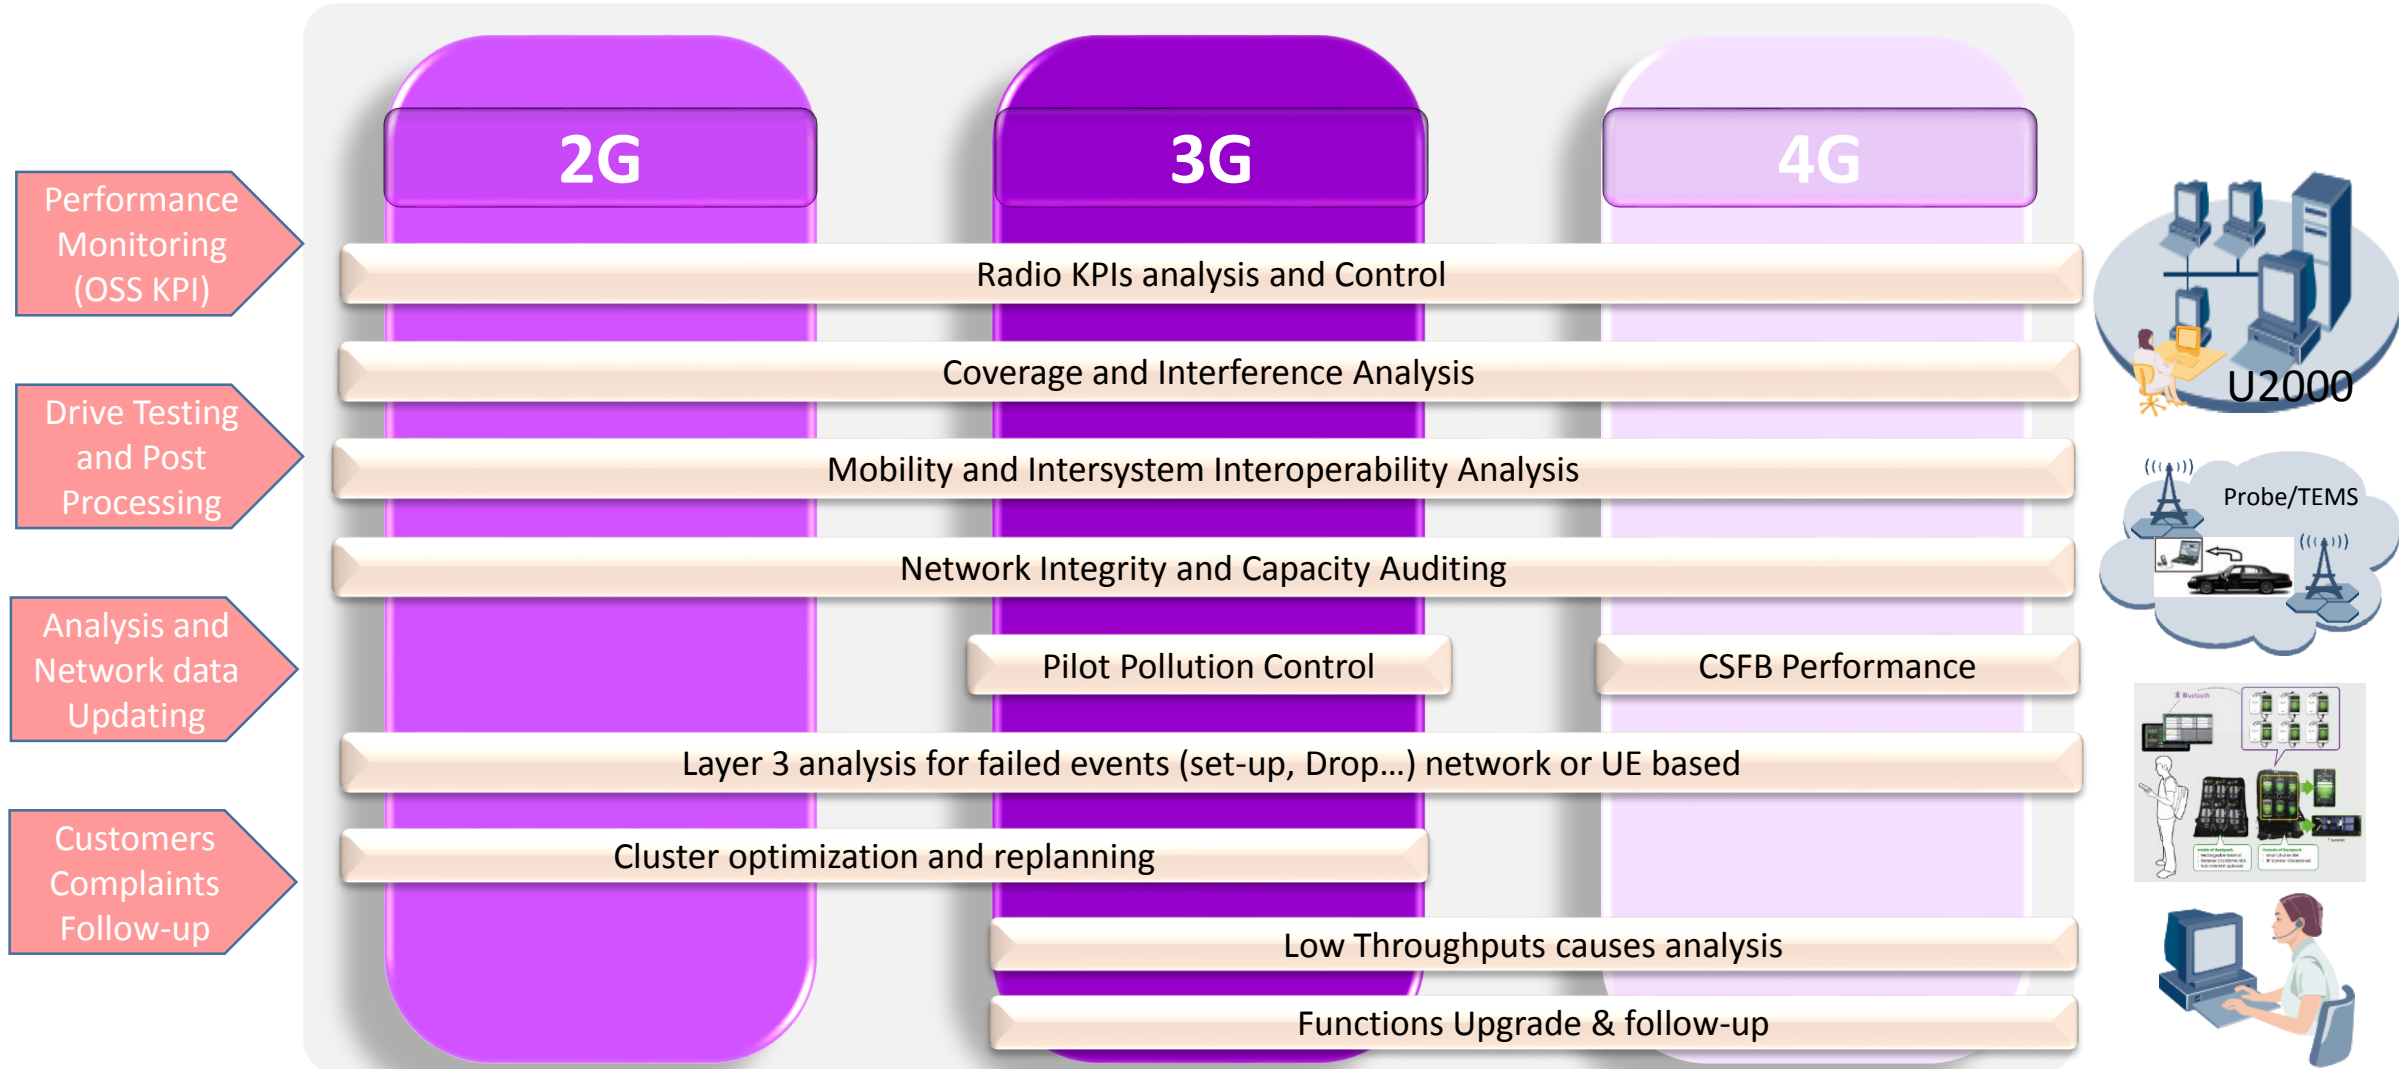 2G
3G
4G
Performance
Monitoring
(OSS KPI)
Drive Testing
and Post
Processing
Analysis and
Network data
Updating
Customers
Complaints
Follow-up
Radio KPIs analysis and Control
Coverage and Interference Analysis
Mobility and Intersystem Interoperability Analysis
Network Integrity and Capacity Auditing
Pilot Pollution Control
CSFB Performance
Layer 3 analysis for failed events (set-up, Drop...) network or UE based
Cluster optimization and replanning
Low Throughputs causes analysis
Functions Upgrade & follow-up
U2000
Probe/TEMS
Bluetooth